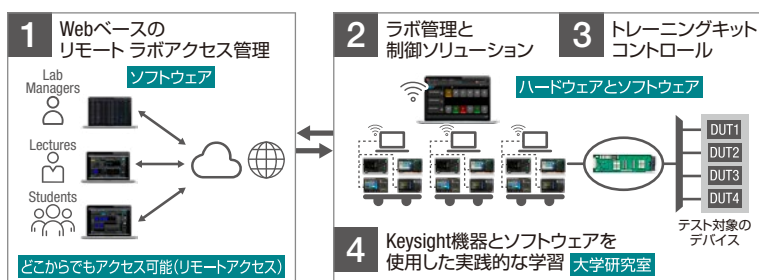 1
Webベースの
リモート ラボアクセス管理
ソフトウェア
Lab
Managers
Lectures
Students
どこからでもアクセス可能(リモートアクセス)
2
ラボ管理と
制御ソリューション
3
トレーニングキット
コントロール
ハードウェアとソフトウェア
DUT1
DUT2
DUT3
DUT4
テスト対象の
デバイス
4
Keysight機器とソフトウェアを
使用した実践的な学習
大学研究室